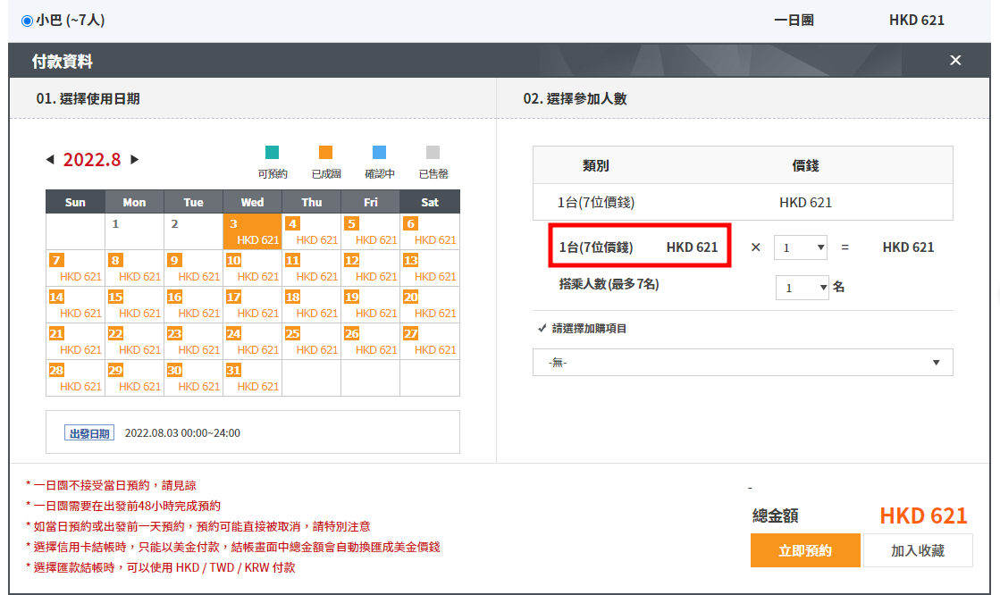 小巴 (~7人) 一日團 HKD 621
付款資料 ×
01. 選擇使用日期
2022.8
可預約 已成團 確認中 已售罄
Sun Mon Tue Wed Thu Fri Sat
1 2 3 4 5 6
HKD 621 HKD 621 HKD 621 HKD 621
7 8 9 10 11 12 13
HKD 621 HKD 621 HKD 621 HKD 621 HKD 621 HKD 621 HKD 621
14 15 16 17 18 19 20
HKD 621 HKD 621 HKD 621 HKD 621 HKD 621 HKD 621 HKD 621
21 22 23 24 25 26 27
HKD 621 HKD 621 HKD 621 HKD 621 HKD 621 HKD 621 HKD 621
28 29 30 31
HKD 621 HKD 621 HKD 621 HKD 621
出發日期 2022.08.03 00:00~24:00
02. 選擇參加人數
類別 價錢
1台(7位價錢) HKD 621
1台(7位價錢) HKD 621 × 1 = HKD 621
搭乘人數 (最多 7名) 1 名
請選擇加購項目
-無-
* 一日團不接受當日預約，請見諒
* 一日團需要在出發前48小時完成預約
* 如當日預約或出發前一天預約，預約可能直接被取消，請特別注意
* 選擇信用卡結帳時，只能以美金付款，結帳畫面中總金額會自動換匯成美金價錢
* 選擇匯款結帳時，可以使用 HKD / TWD / KRW 付款
-
總金額 HKD 621
立即預約 加入收藏